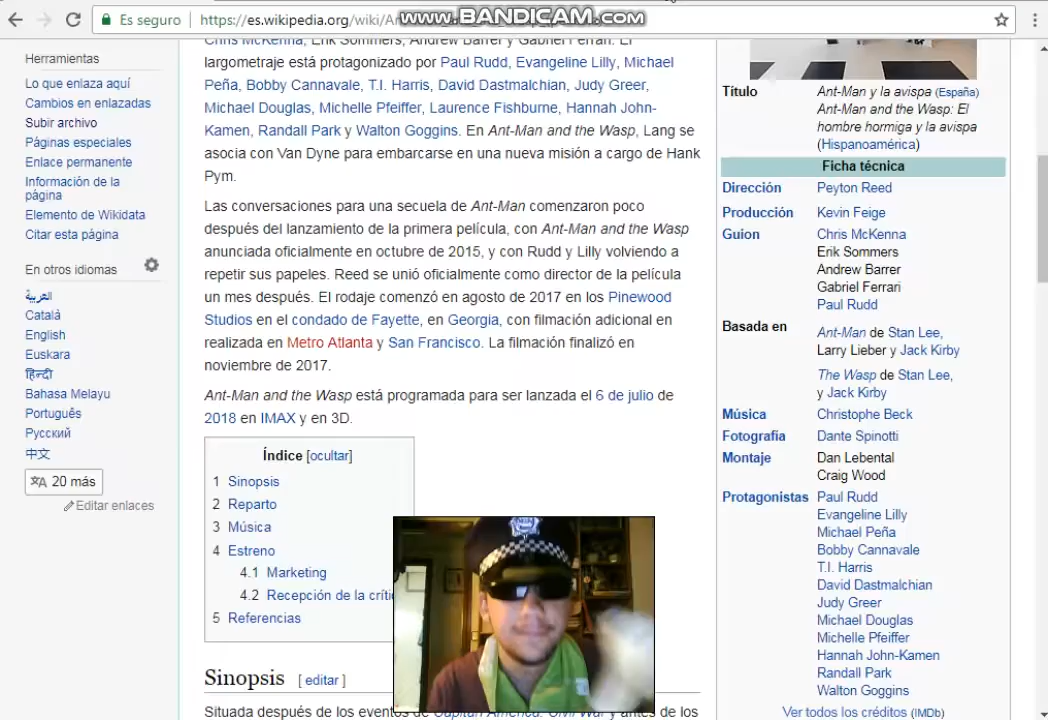 Es seguro
https://es.wikipedia.org/wiki/An
www.BANDICAM.com
Herramientas
Lo que enlaza aquí
Cambios en enlazadas
Subir archivo
Páginas especiales
Enlace permanente
Información de la
página
Elemento de Wikidata
Citar esta página
En otros idiomas
العربية
Català
English
Euskara
हिन्दी
Bahasa Melayu
Português
Русский
中文
20 más
Editar enlaces
Chris McKenna, Erik Sommers, Andrew Barrer y Gabriel Ferrari. El
largometraje está protagonizado por Paul Rudd, Evangeline Lilly, Michael
Peña, Bobby Cannavale, T.I. Harris, David Dastmalchian, Judy Greer,
Michael Douglas, Michelle Pfeiffer, Laurence Fishburne, Hannah John-
Kamen, Randall Park y Walton Goggins. En Ant-Man and the Wasp, Lang se
asocia con Van Dyne para embarcarse en una nueva misión a cargo de Hank
Pym.
Las conversaciones para una secuela de Ant-Man comenzaron poco
después del lanzamiento de la primera película, con Ant-Man and the Wasp
anunciada oficialmente en octubre de 2015, y con Rudd y Lilly volviendo a
repetir sus papeles. Reed se unió oficialmente como director de la película
un mes después. El rodaje comenzó en agosto de 2017 en los Pinewood
Studios en el condado de Fayette, en Georgia, con filmación adicional en
realizada en Metro Atlanta y San Francisco. La filmación finalizó en
noviembre de 2017.
Ant-Man and the Wasp está programada para ser lanzada el 6 de julio de
2018 en IMAX y en 3D.
Índice [ocultar]
1 Sinopsis
2 Reparto
3 Música
4 Estreno
4.1 Marketing
4.2 Recepción de la críti
5 Referencias
Sinopsis [ editar ]
Situada después de los eventos de Capitán América: Civil War y antes de los
Título Ant-Man y la avispa (España)
Ant-Man and the Wasp: El
hombre hormiga y la avispa
(Hispanoamérica)
Ficha técnica
Dirección Peyton Reed
Producción Kevin Feige
Guion Chris McKenna
Erik Sommers
Andrew Barrer
Gabriel Ferrari
Paul Rudd
Basada en Ant-Man de Stan Lee,
Larry Lieber y Jack Kirby
The Wasp de Stan Lee,
y Jack Kirby
Música Christophe Beck
Fotografía Dante Spinotti
Montaje Dan Lebental
Craig Wood
Protagonistas Paul Rudd
Evangeline Lilly
Michael Peña
Bobby Cannavale
T.I. Harris
David Dastmalchian
Judy Greer
Michael Douglas
Michelle Pfeiffer
Hannah John-Kamen
Randall Park
Walton Goggins
Ver todos los créditos (IMDb)